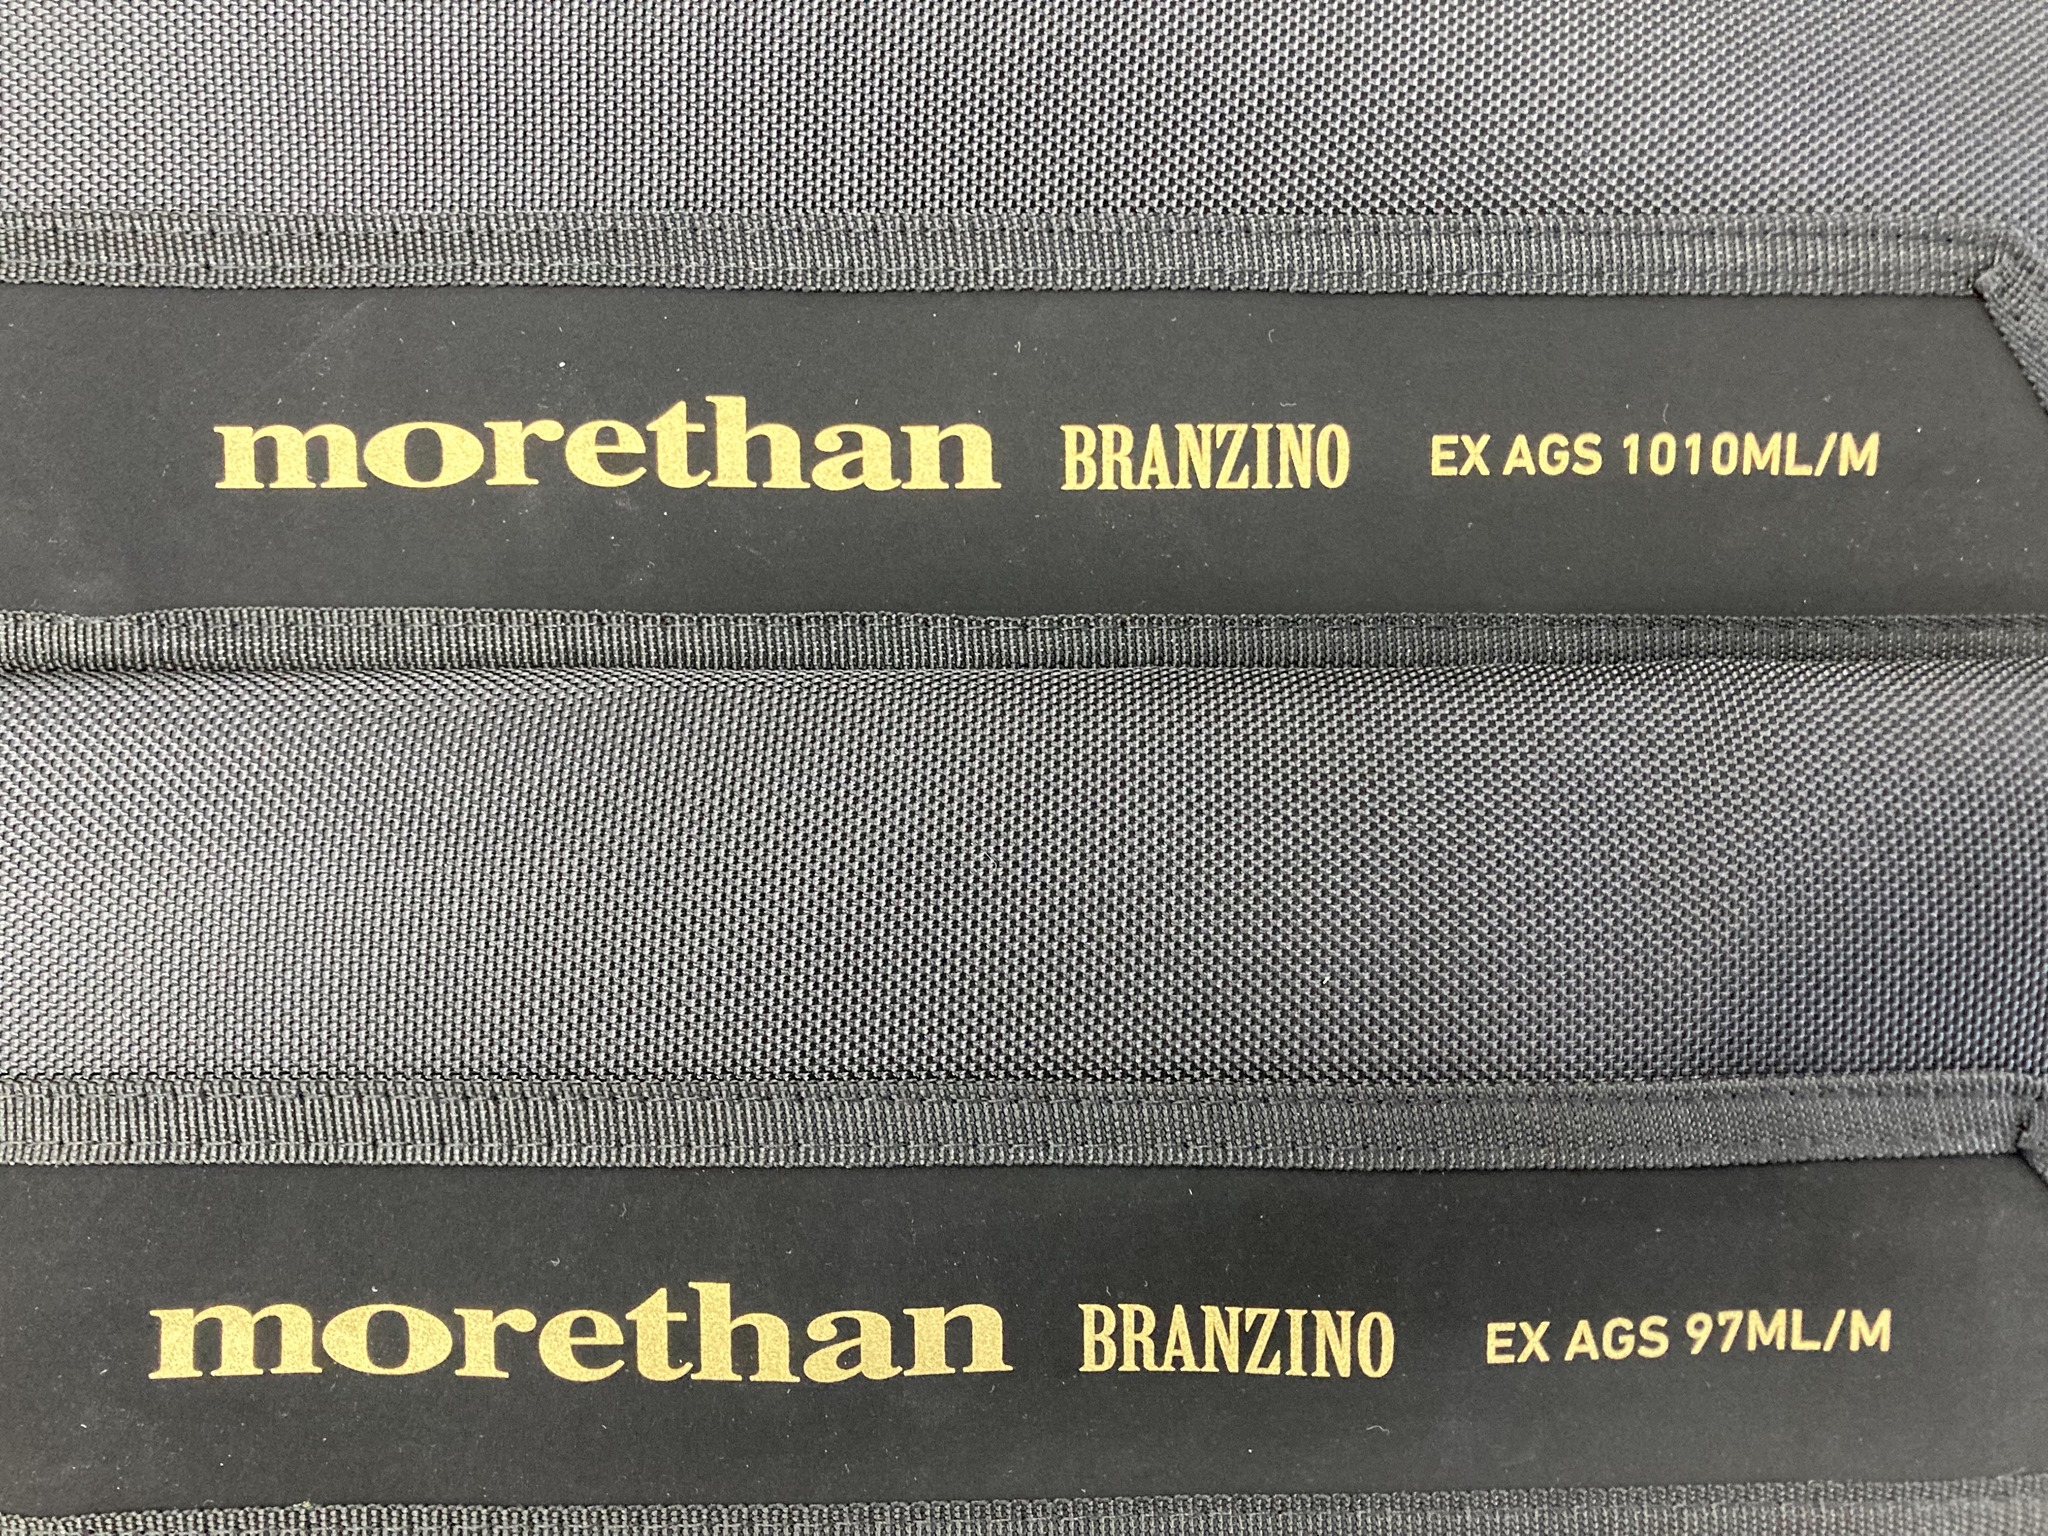 morethan BRANZINO EX AGS 1010ML/M
morethan BRANZINO EX AGS 97ML/M